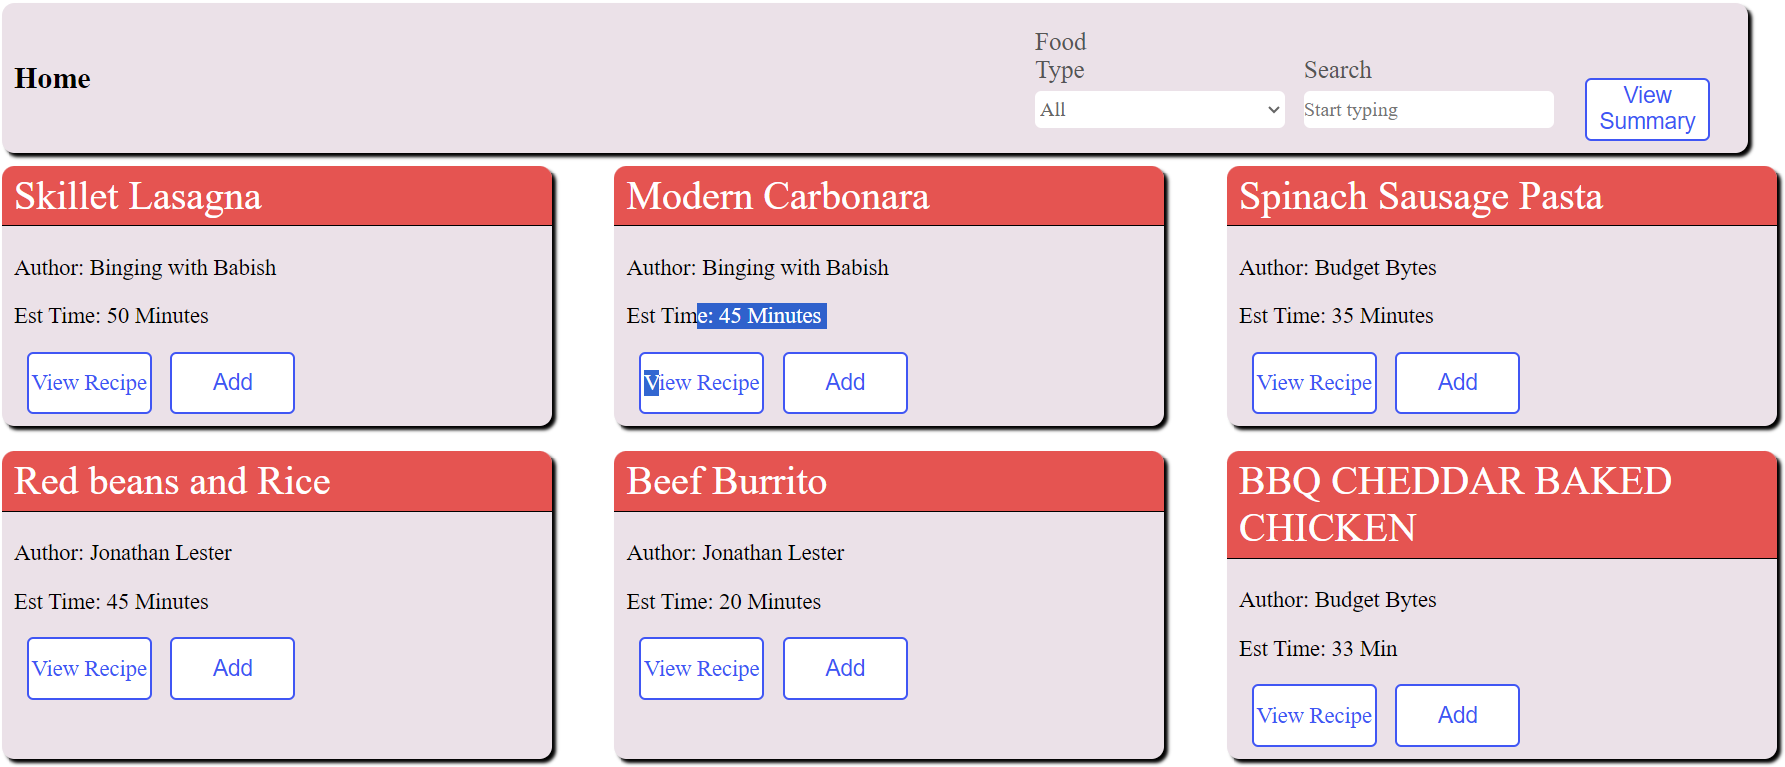 Home
Food
Type
All
Search
Start typing
View
Summary
Skillet Lasagna
Author: Binging with Babish
Est Time: 50 Minutes
View Recipe
Add
Modern Carbonara
Author: Binging with Babish
Est Time: 45 Minutes
View Recipe
Add
Spinach Sausage Pasta
Author: Budget Bytes
Est Time: 35 Minutes
View Recipe
Add
Red beans and Rice
Author: Jonathan Lester
Est Time: 45 Minutes
View Recipe
Add
Beef Burrito
Author: Jonathan Lester
Est Time: 20 Minutes
View Recipe
Add
BBQ CHEDDAR BAKED
CHICKEN
Author: Budget Bytes
Est Time: 33 Min
View Recipe
Add